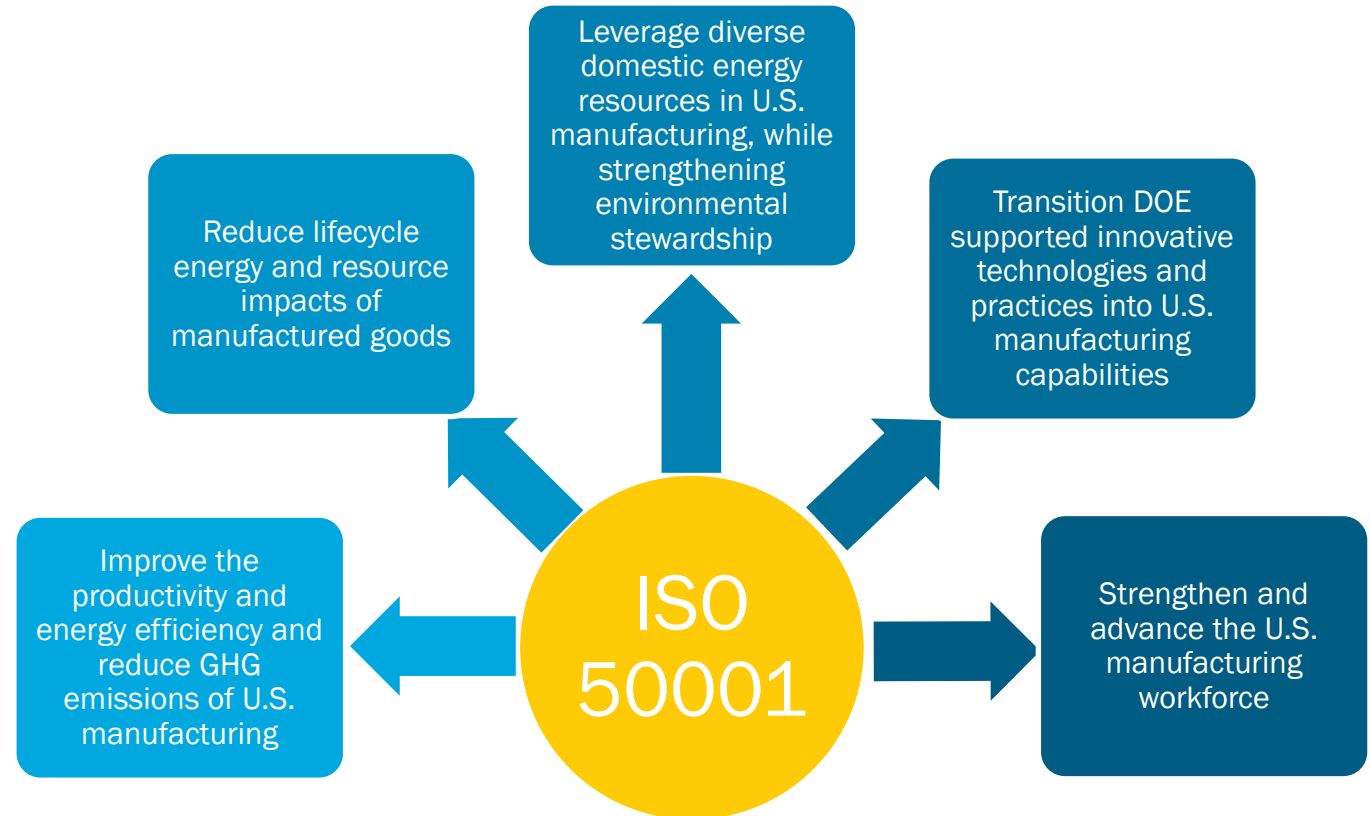 Leverage diverse
domestic energy
resources in U.S.
manufacturing, while
strengthening
environmental
stewardship
Reduce lifecycle
energy and resource
impacts of
manufactured goods
Transition DOE
supported innovative
technologies and
practices into U.S.
manufacturing
capabilities
Improve the
productivity and
energy efficiency and
reduce GHG
emissions of U.S.
manufacturing
ISO
50001
Strengthen and
advance the U.S.
manufacturing
workforce